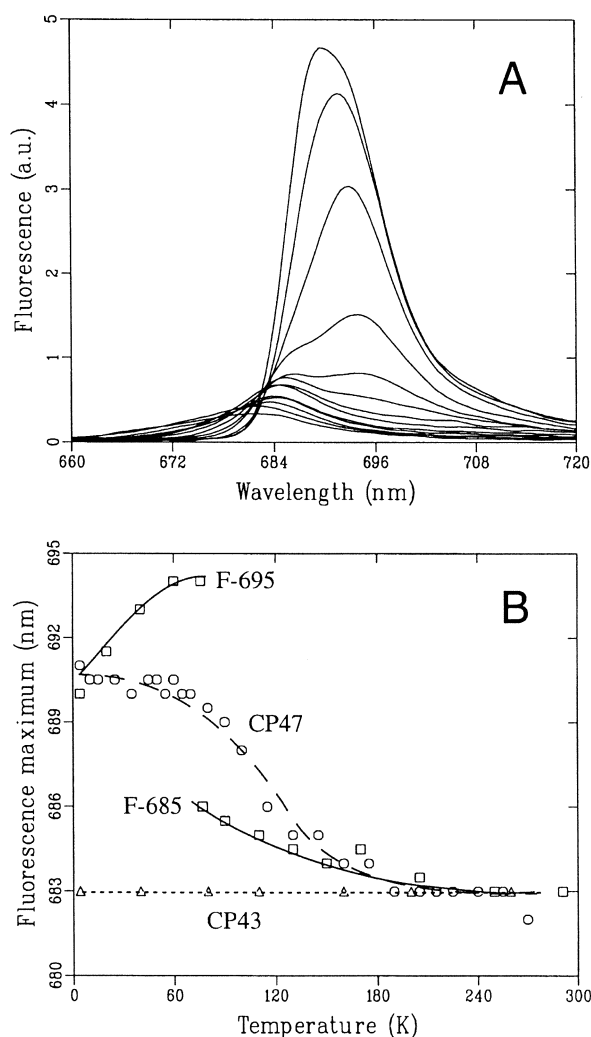 5
4
3
2
1
0
Fluorescence (a.u.)
A
660 672 684 696 708 720
Wavelength (nm)
695
692
689
686
683
680
Fluorescence maximum (nm)
B
F-695
CP47
F-685
CP43
0 60 120 180 240 300
Temperature (K)